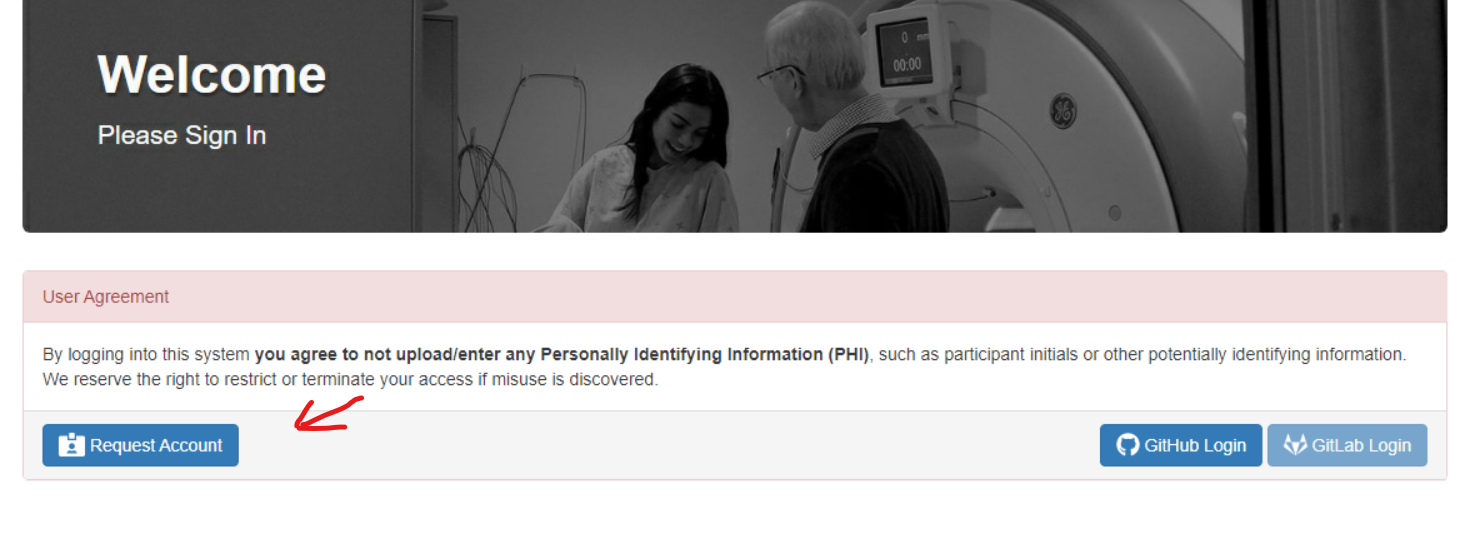 0 mm
00:00
Welcome
Please Sign In
User Agreement
By logging into this system you agree to not upload/enter any Personally Identifying Information (PHI), such as participant initials or other potentially identifying information.
We reserve the right to restrict or terminate your access if misuse is discovered.
Request Account
GitHub Login
GitLab Login